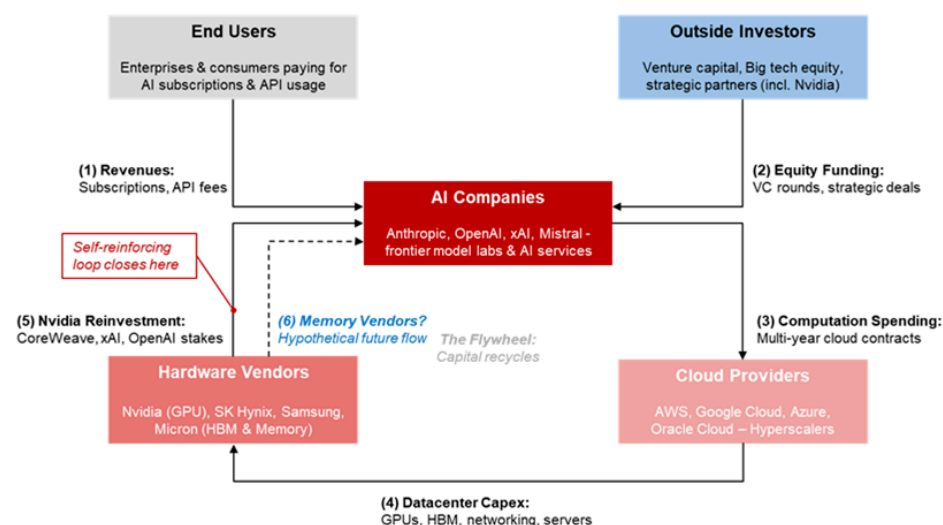 End Users
Enterprises & consumers paying for
AI subscriptions & API usage
Outside Investors
Venture capital, Big tech equity,
strategic partners (incl. Nvidia)
(1) Revenues:
Subscriptions, API fees
(2) Equity Funding:
VC rounds, strategic deals
AI Companies
Anthropic, OpenAI, xAI, Mistral -
frontier model labs & AI services
Self-reinforcing
loop closes here
(5) Nvidia Reinvestment:
CoreWeave, xAI, OpenAI stakes
(6) Memory Vendors?
Hypothetical future flow
The Flywheel:
Capital recycles
(3) Computation Spending:
Multi-year cloud contracts
Hardware Vendors
Nvidia (GPU), SK Hynix, Samsung,
Micron (HBM & Memory)
Cloud Providers
AWS, Google Cloud, Azure,
Oracle Cloud – Hyperscalers
(4) Datacenter Capex:
GPUs, HBM, networking, servers